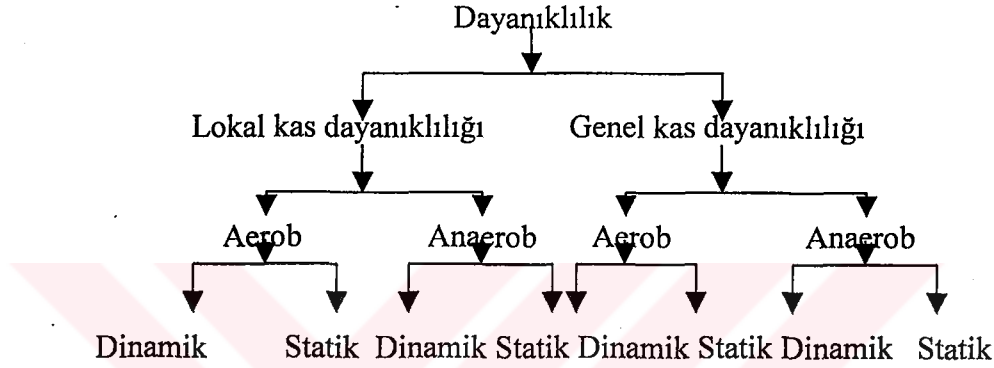 Dayanıklılık
Lokal kas dayanıklılığı Genel kas dayanıklılığı
Aerob Anaerob Aerob Anaerob
Dinamik Statik Dinamik Statik Dinamik Statik Dinamik Statik